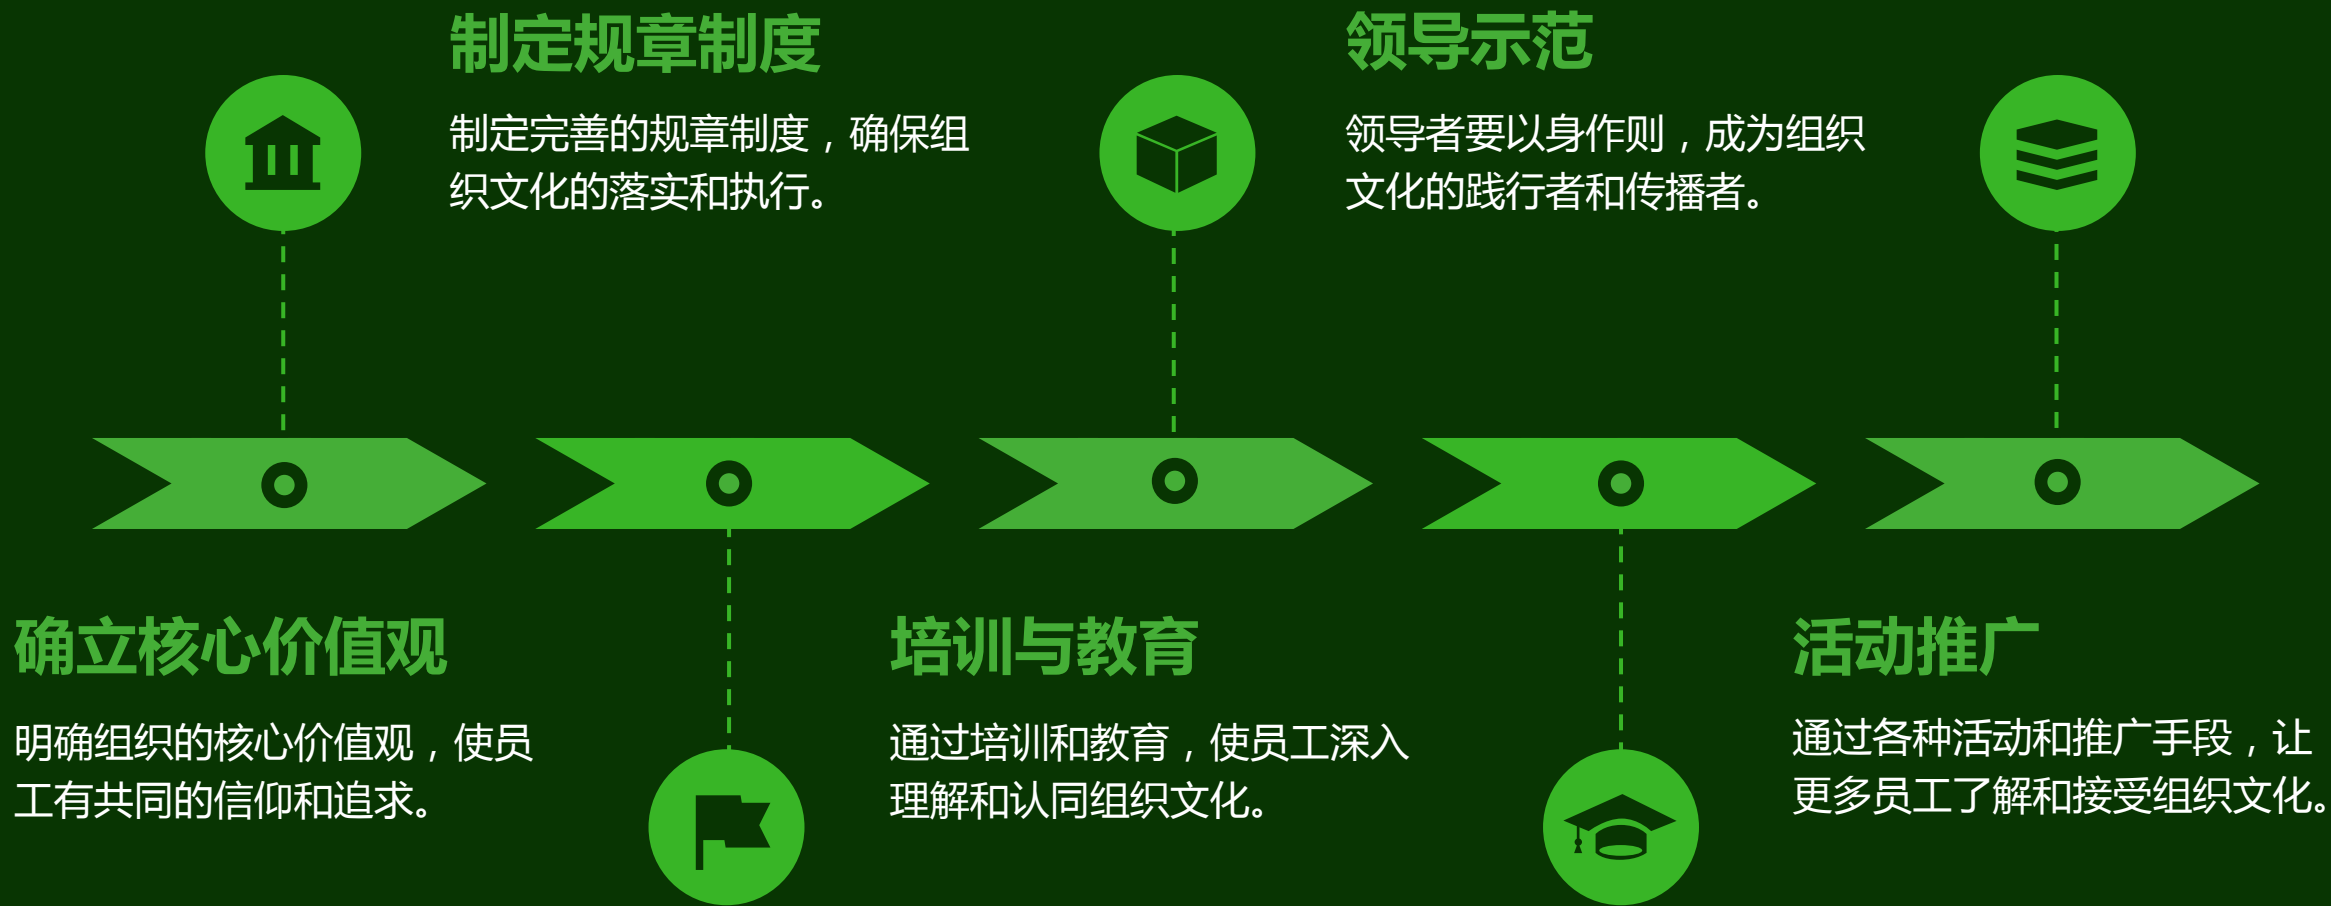 制定规章制度
制定完善的规章制度，确保组
织文化的落实和执行。
领导示范
领导者要以身作则，成为组织
文化的践行者和传播者。
确立核心价值观
明确组织的核心价值观，使员
工有共同的信仰和追求。
培训与教育
通过培训和教育，使员工深入
理解和认同组织文化。
活动推广
通过各种活动和推广手段，让
更多员工了解和接受组织文化。